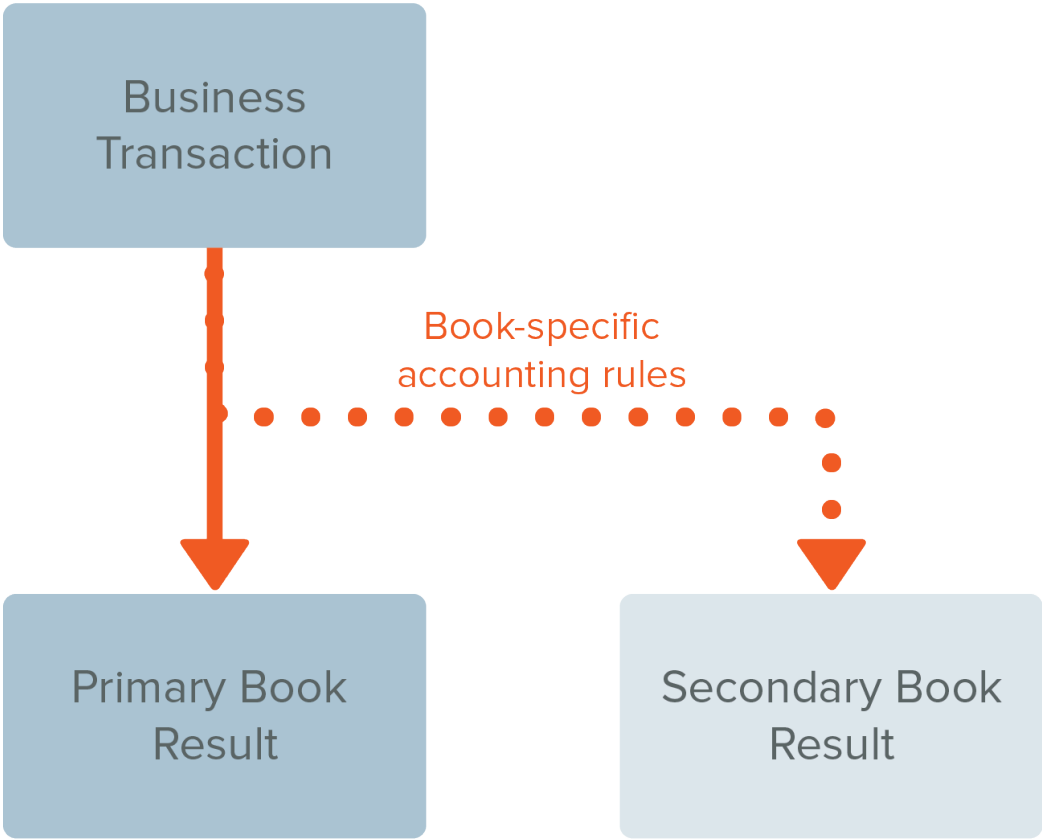 Business
Transaction
Book-specific
accounting rules
Primary Book
Result
Secondary Book
Result